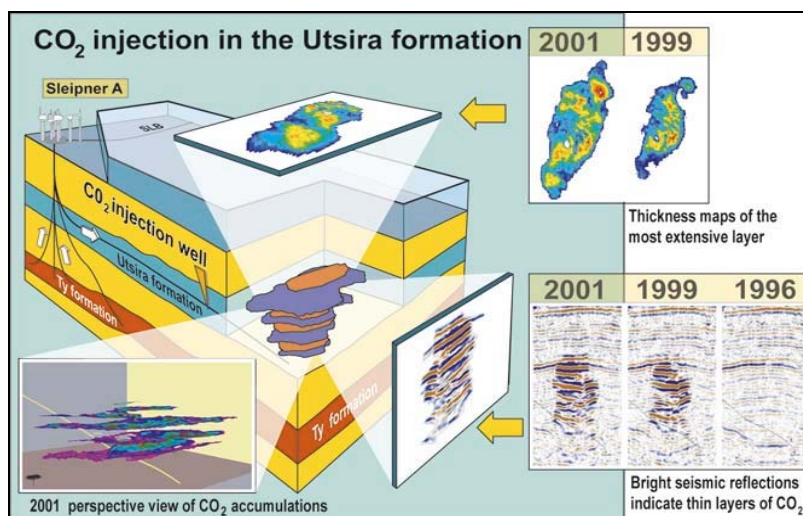 CO₂ injection in the Utsira formation
2001 1999
Sleipner A
SLB
CO₂ injection well
Utsira formation
Ty formation
Thickness maps of the
most extensive layer
2001 1999 1996
Ty formation
2001 perspective view of CO₂ accumulations
Bright seismic reflections
indicate thin layers of CO₂